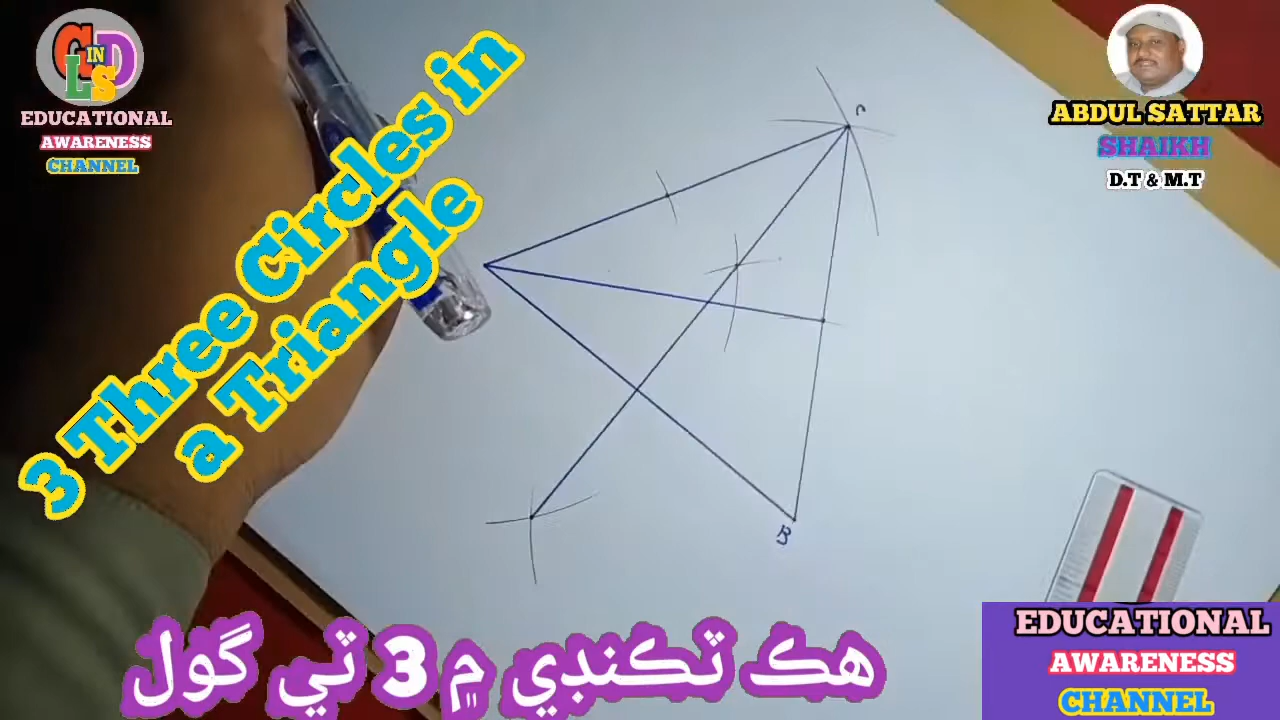 G IN D
L S
EDUCATIONAL
AWARENESS
CHANNEL
3 Three Circles in
a Triangle
ABDUL SATTAR
SHAIKH
D.T & M.T
B
هڪ ٽڪنڊي ۾ 3 ٽي گول
EDUCATIONAL
AWARENESS
CHANNEL